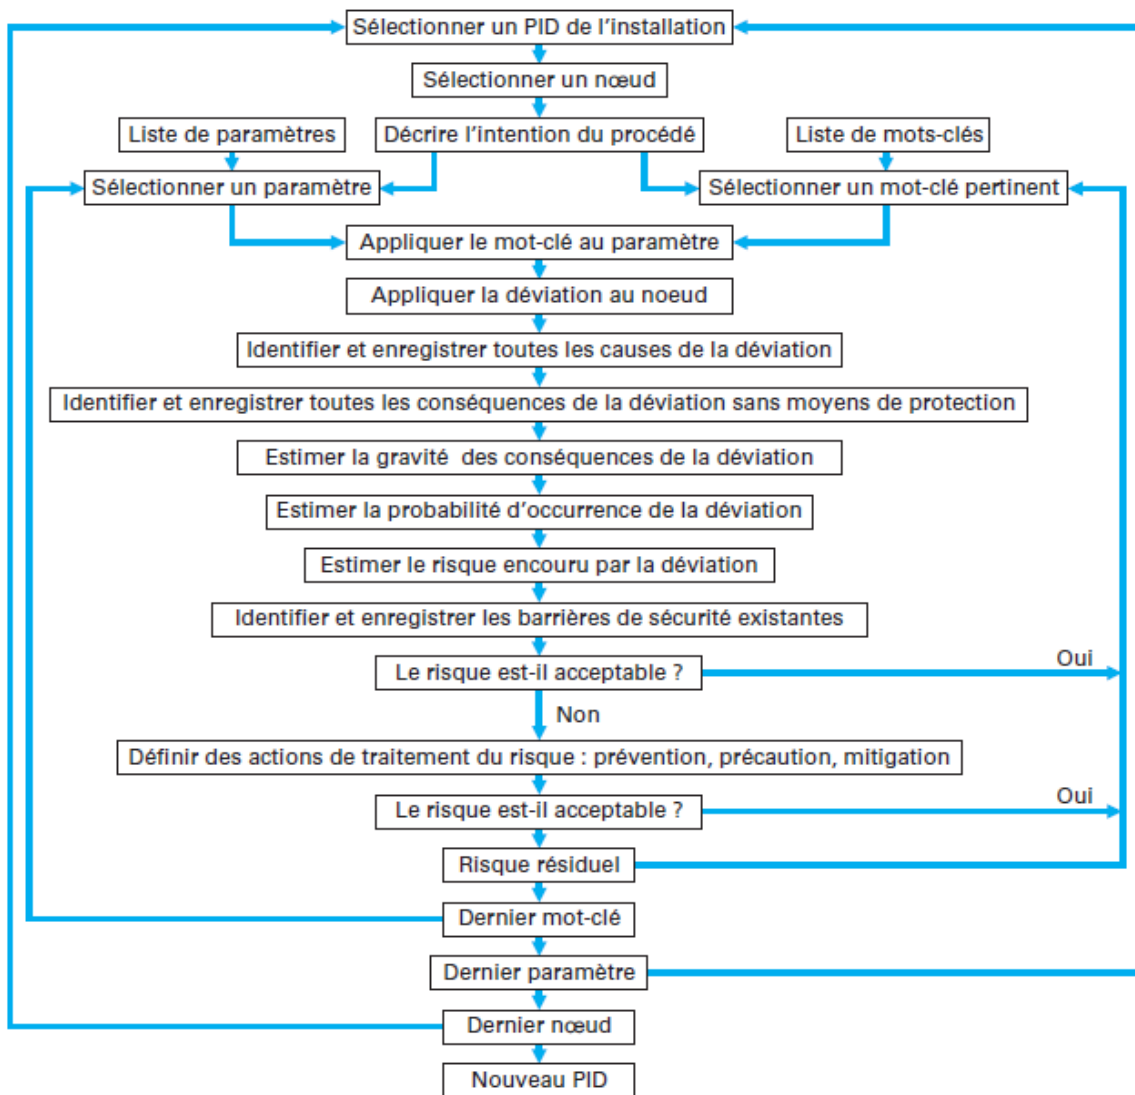 Sélectionner un PID de l'installation
Sélectionner un nœud
Liste de paramètres
Décrire l'intention du procédé
Liste de mots-clés
Sélectionner un paramètre
Sélectionner un mot-clé pertinent
Appliquer le mot-clé au paramètre
Appliquer la déviation au noeud
Identifier et enregistrer toutes les causes de la déviation
Identifier et enregistrer toutes les conséquences de la déviation sans moyens de protection
Estimer la gravité des conséquences de la déviation
Estimer la probabilité d'occurrence de la déviation
Estimer le risque encouru par la déviation
Identifier et enregistrer les barrières de sécurité existantes
Le risque est-il acceptable ?
Oui
Non
Définir des actions de traitement du risque : prévention, précaution, mitigation
Le risque est-il acceptable ?
Oui
Risque résiduel
Dernier mot-clé
Dernier paramètre
Dernier nœud
Nouveau PID